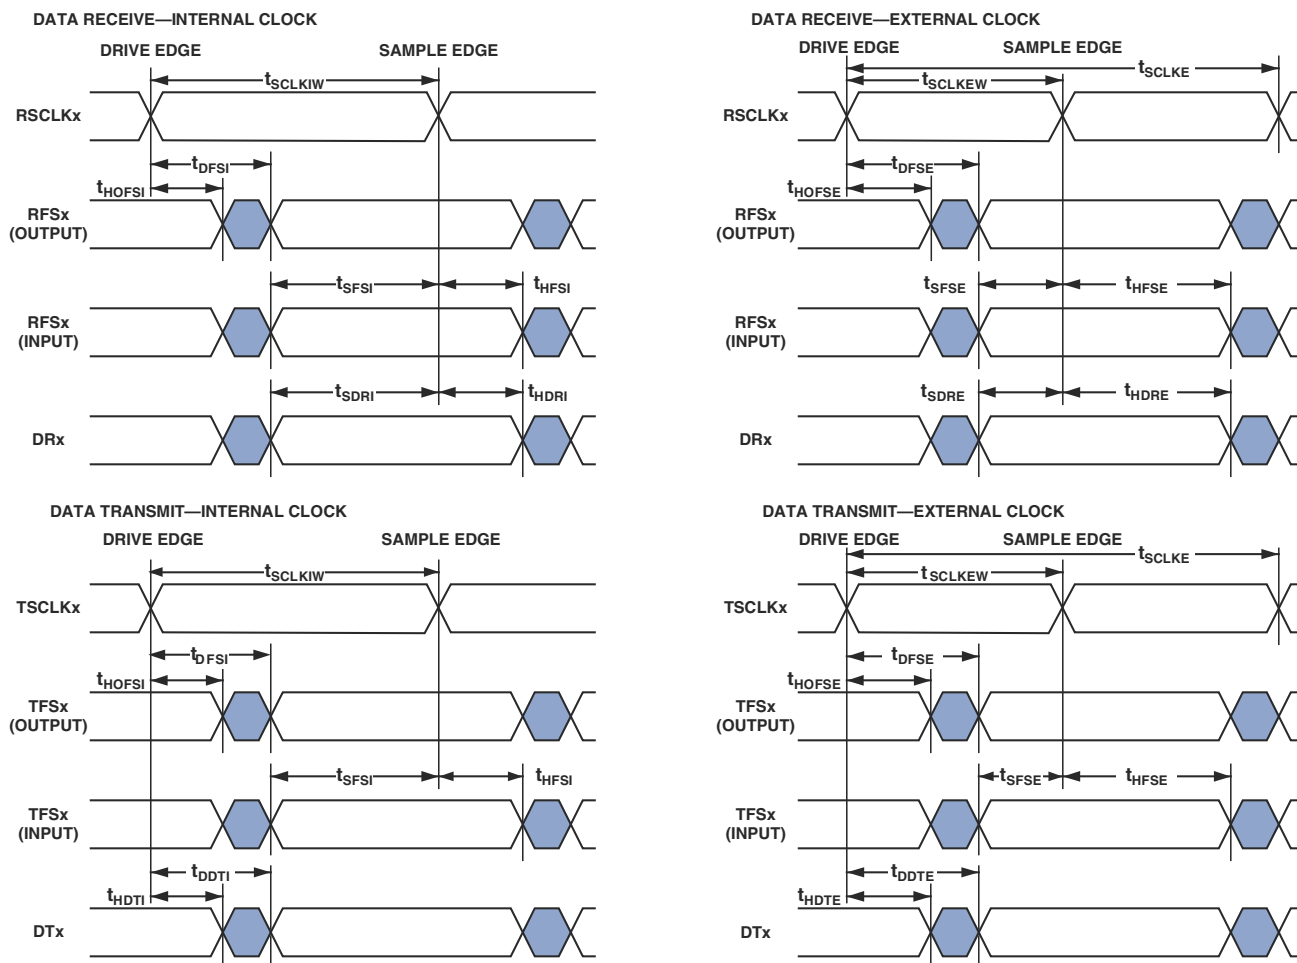 DATA RECEIVE—INTERNAL CLOCK
DRIVE EDGE
SAMPLE EDGE
tSCLKIW
RSCLKx
tDFSI
tHOFSI
RFSx
(OUTPUT)
tSFSI
tHFSI
RFSx
(INPUT)
tSDRI
tHDRI
DRx
DATA RECEIVE—EXTERNAL CLOCK
DRIVE EDGE
SAMPLE EDGE
tSCLKE
tSCLKEW
RSCLKx
tDFSE
tHOFSE
RFSx
(OUTPUT)
tSFSE
tHFSE
RFSx
(INPUT)
tSDRE
tHDRE
DRx
DATA TRANSMIT—INTERNAL CLOCK
DRIVE EDGE
SAMPLE EDGE
tSCLKIW
TSCLKx
tDFSI
tHOFSI
TFSx
(OUTPUT)
tSFSI
tHFSI
TFSx
(INPUT)
tDDTI
tHDTI
DTx
DATA TRANSMIT—EXTERNAL CLOCK
DRIVE EDGE
SAMPLE EDGE
tSCLKE
tSCLKEW
TSCLKx
tDFSE
tHOFSE
TFSx
(OUTPUT)
tSFSE
tHFSE
TFSx
(INPUT)
tDDTE
tHDTE
DTx